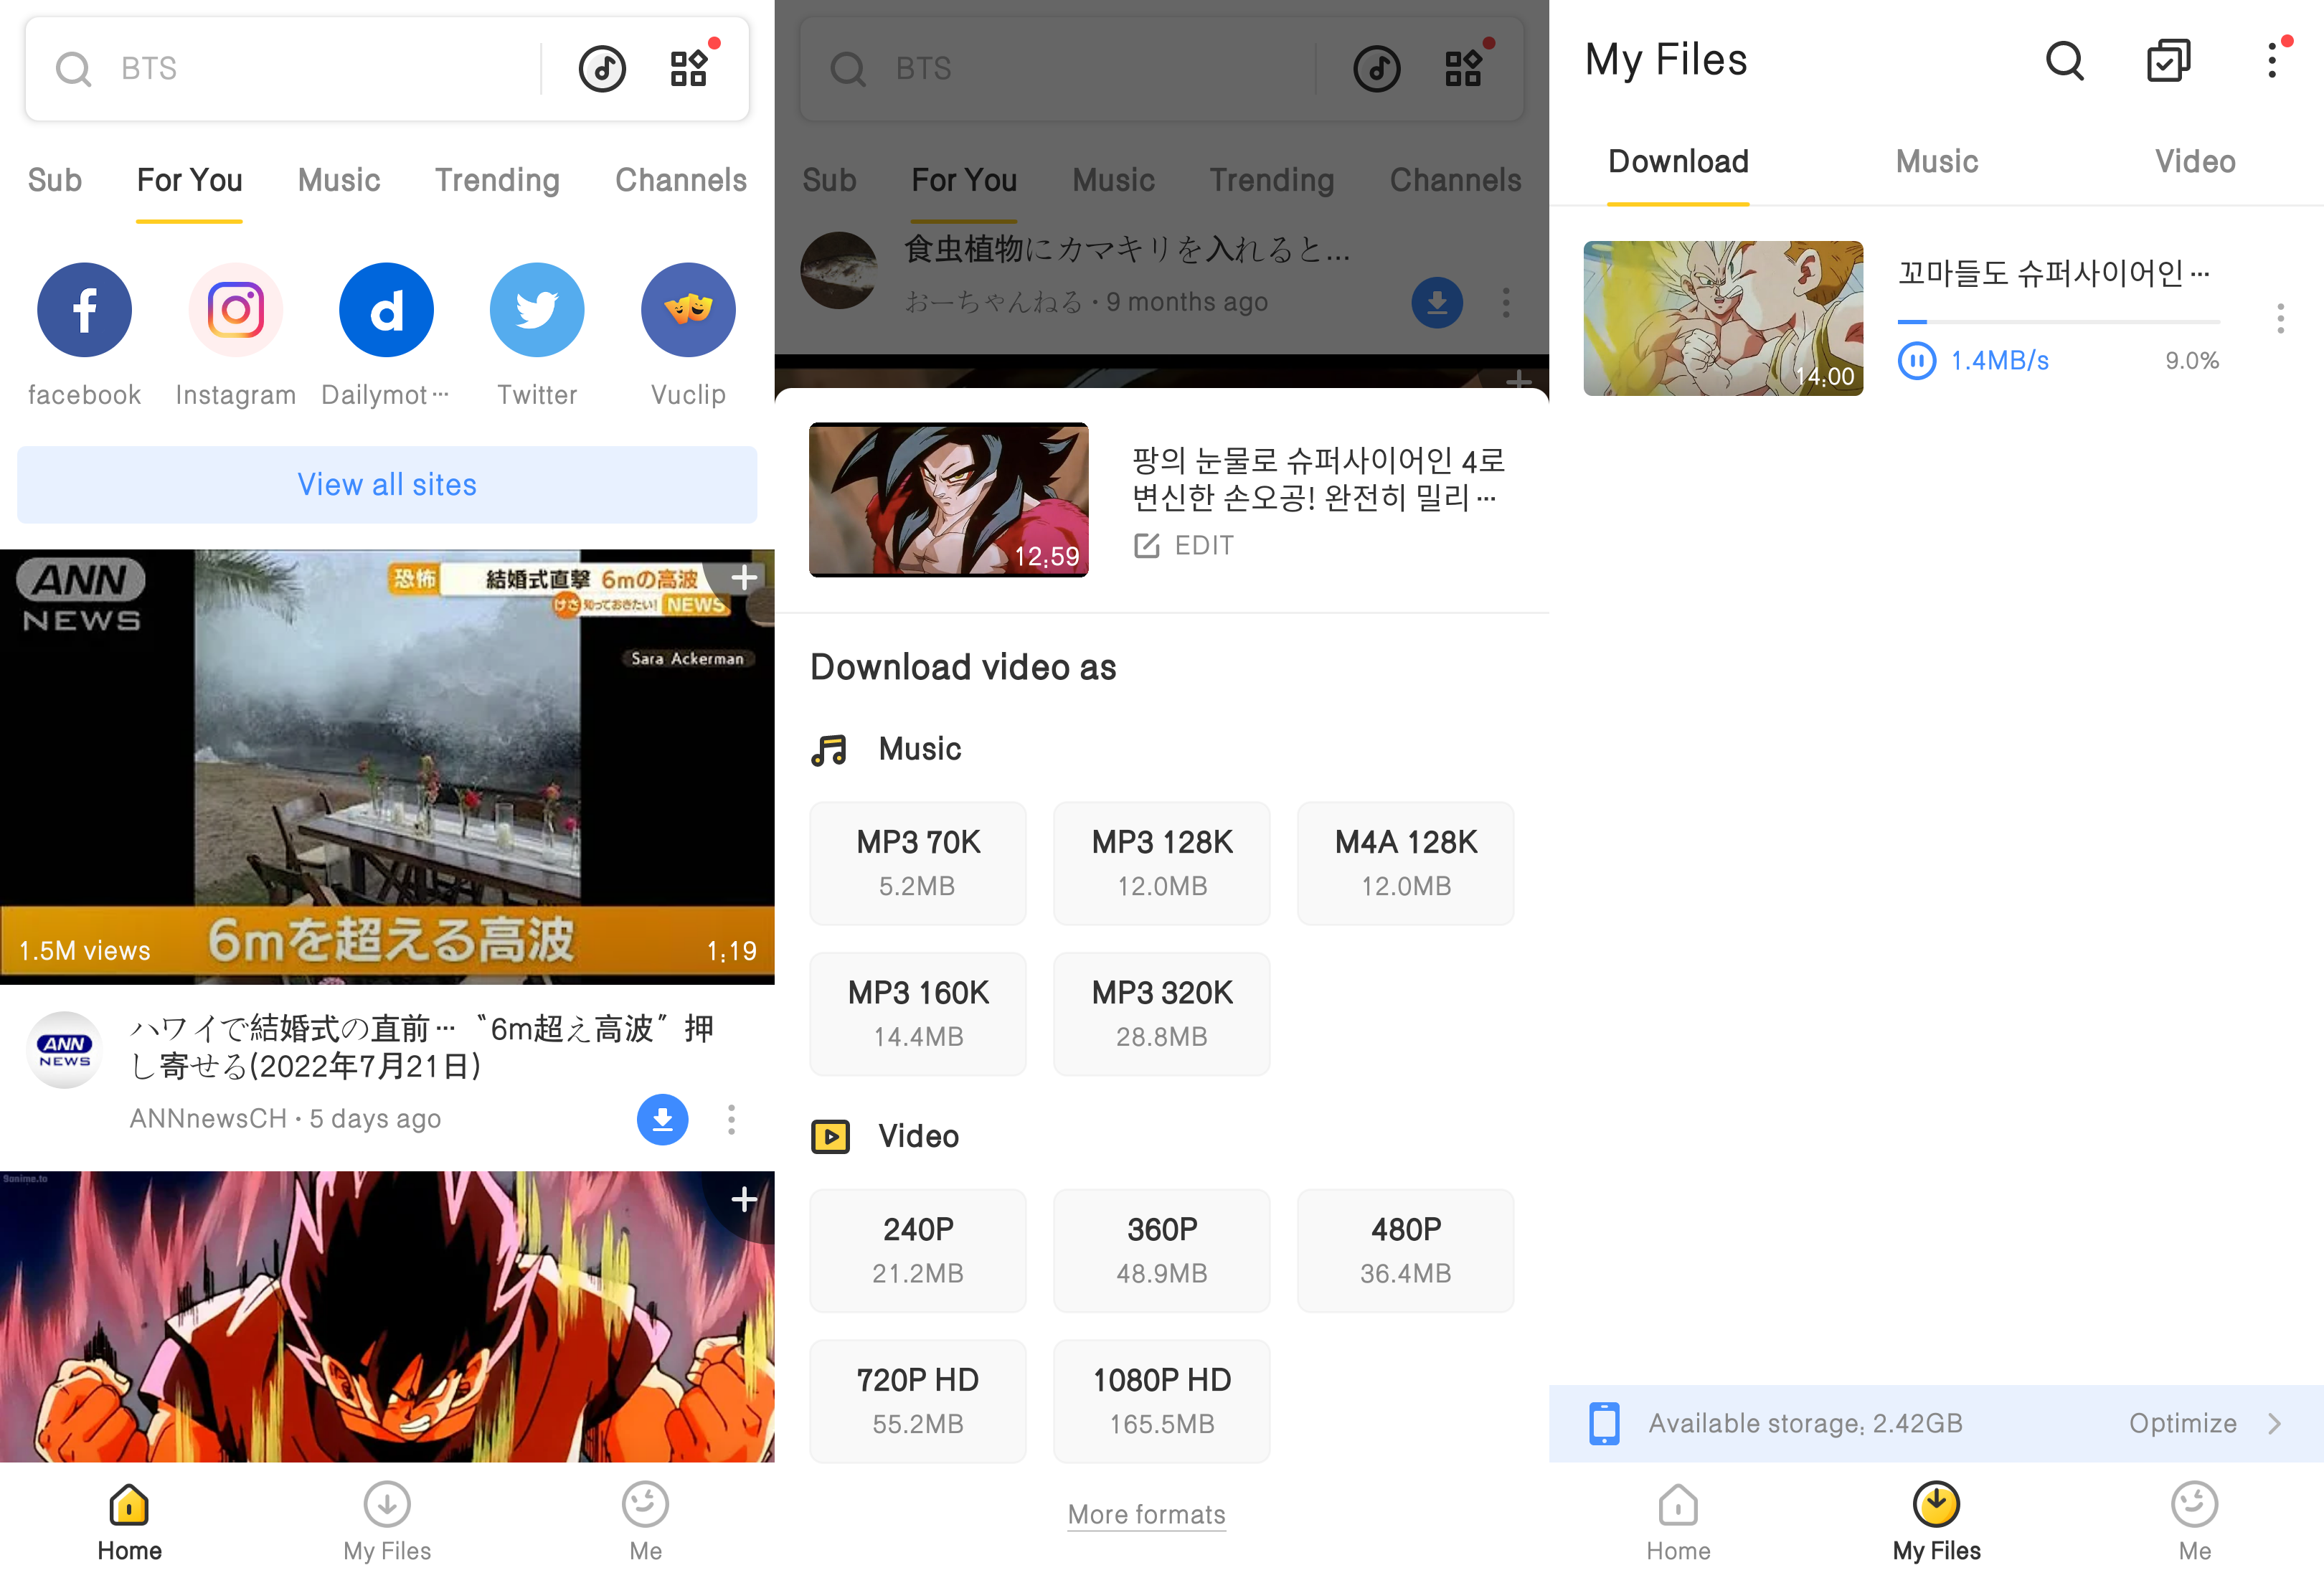 BTS
Sub For You Music Trending Channels
facebook Instagram Dailymot··· Twitter Vuclip
View all sites
ANN
NEWS
恐怖 結婚式直撃 6mの高波
けさ知っておきたい! NEWS
Sara Ackerman
1.5M views 6mを超える高波 1:19
ANN
NEWS
ハワイで結婚式の直前…〝6m超え高波〞押
し寄せる(2022年7月21日)
ANNnewsCH • 5 days ago
9anime.to
Home My Files Me
BTS
Sub For You Music Trending Channels
食虫植物にカマキリを入れると...
おーちゃんねる • 9 months ago
12:59
팡의 눈물로 슈퍼사이어인 4로
변신한 손오공! 완전히 밀리···
EDIT
Download video as
Music
MP3 70K MP3 128K M4A 128K
5.2MB 12.0MB 12.0MB
MP3 160K MP3 320K
14.4MB 28.8MB
Video
240P 360P 480P
21.2MB 48.9MB 36.4MB
720P HD 1080P HD
55.2MB 165.5MB
More formats
My Files
Download Music Video
14:00
꼬마들도 슈퍼사이어인···
1.4MB/s 9.0%
Available storage: 2.42GB Optimize
Home My Files Me